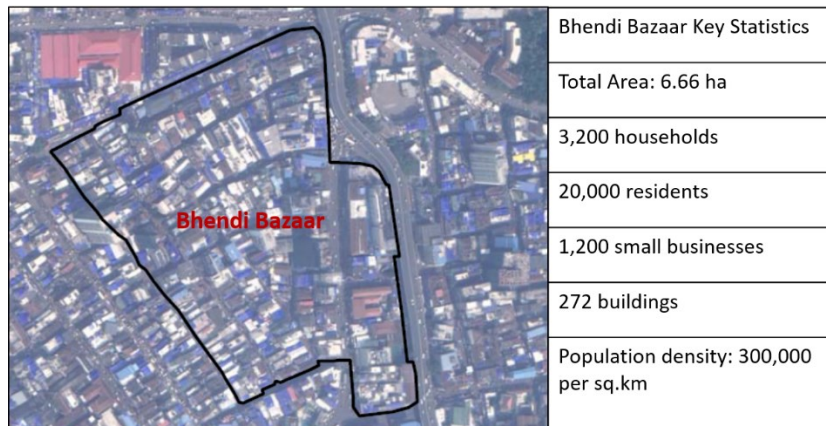 Bhendi Bazaar
Bhendi Bazaar Key Statistics
Total Area: 6.66 ha
3,200 households
20,000 residents
1,200 small businesses
272 buildings
Population density: 300,000
per sq.km